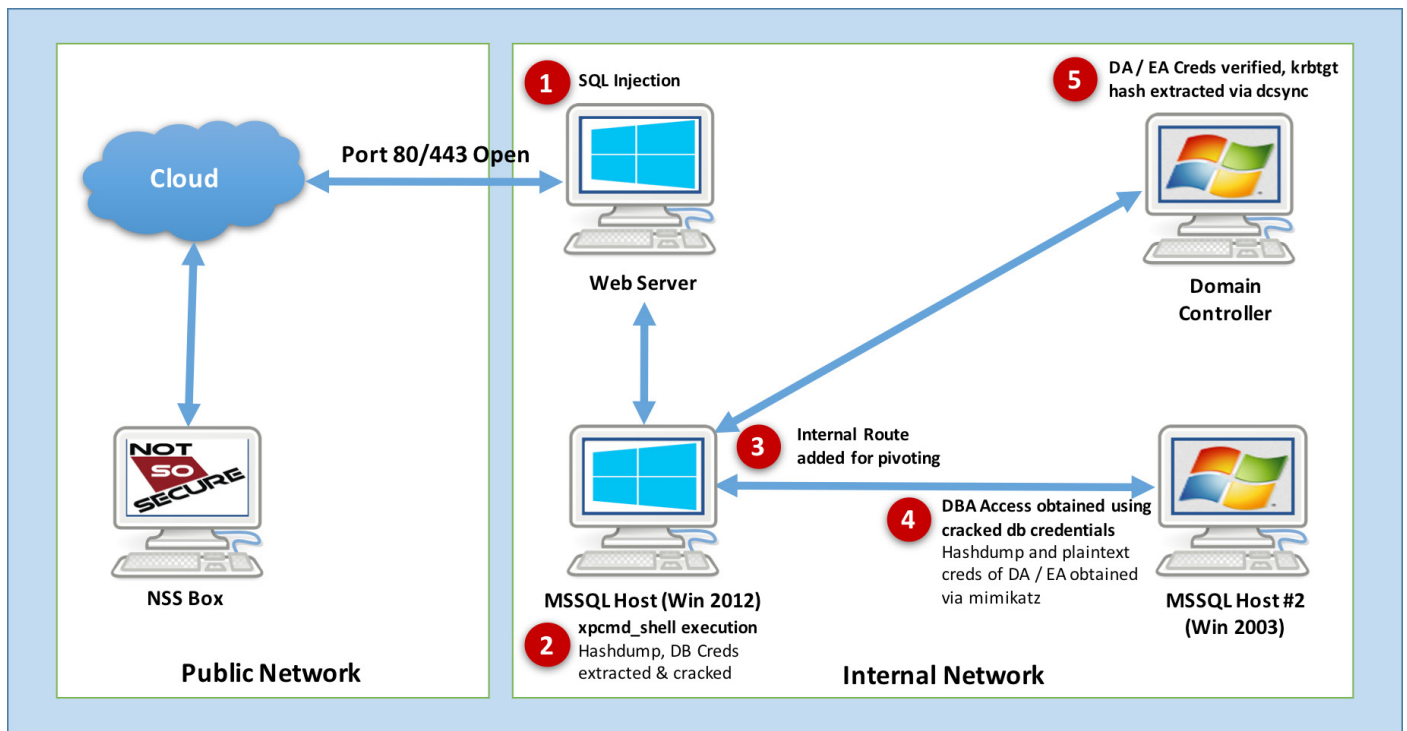 1
SQL Injection
5
DA / EA Creds verified, krbtgt
hash extracted via dcsync
Cloud
Port 80/443 Open
Web Server
Domain
Controller
NOT
SO
SECURE
NSS Box
3
Internal Route
added for pivoting
4
DBA Access obtained using
cracked db credentials
Hashdump and plaintext
creds of DA / EA obtained
via mimikatz
MSSQL Host (Win 2012)
2
xpcmd_shell execution
Hashdump, DB Creds
extracted & cracked
MSSQL Host #2
(Win 2003)
Public Network
Internal Network